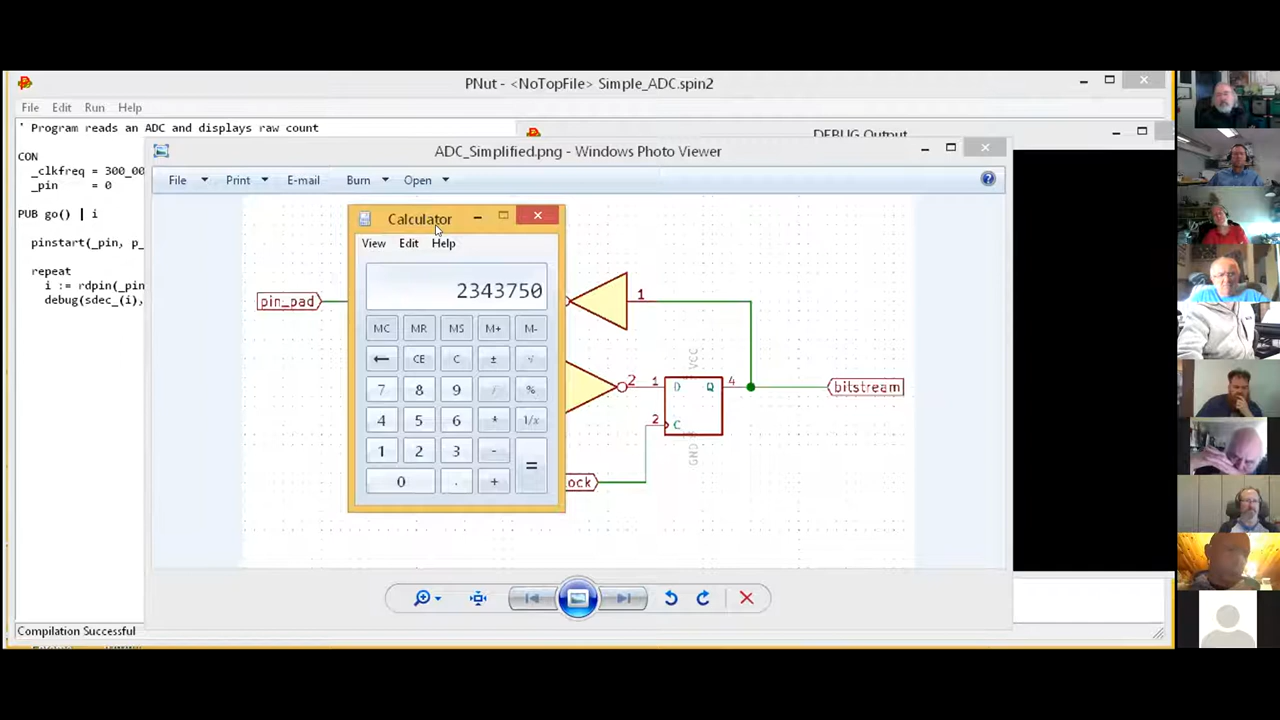 PNut - <NoTopFile> Simple_ADC.spin2
File Edit Run Help
' Program reads an ADC and displays raw count
DEBUG Output
CON
_clkfreq = 300_00
_pin = 0
PUB go() | i
pinstart(_pin, p_
repeat
i := rdpin(_pin
debug(sdec_(i),
Compilation Successful
ADC_Simplified.png - Windows Photo Viewer
File Print E-mail Burn Open
Calculator
View Edit Help
2343750
MC MR MS M+ M-
← CE C ± √
7 8 9 / %
4 5 6 * 1/x
1 2 3 - =
0 . +
pin_pad
1
2 1 D Q 4
VCC
bitstream
2 C
GND
ock